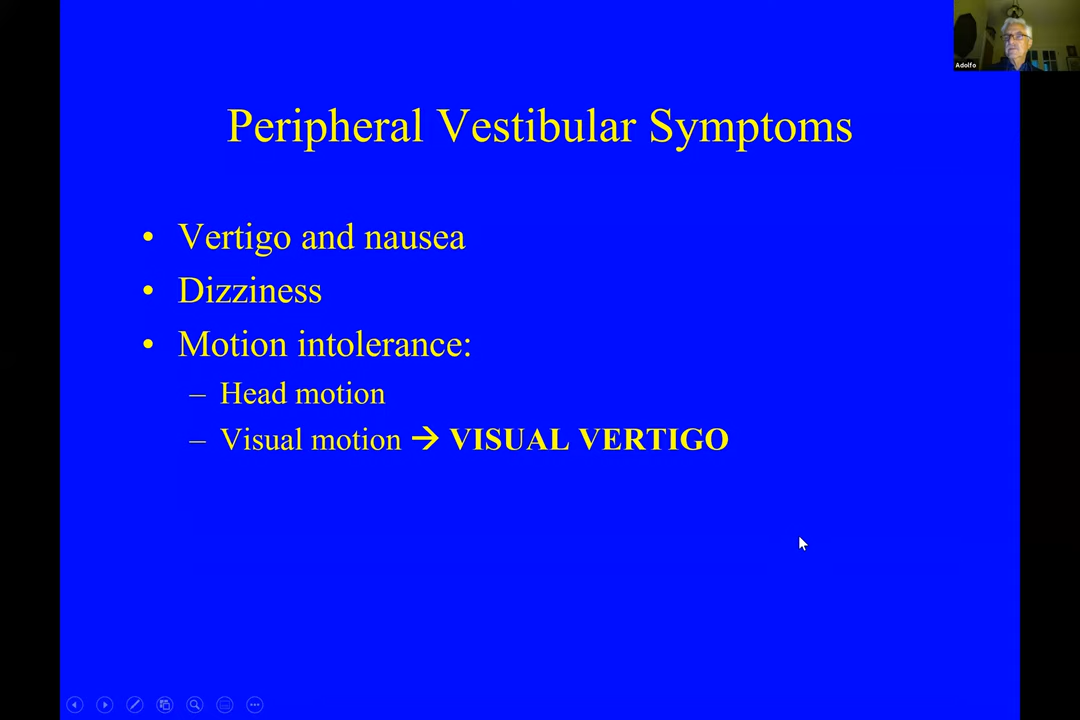 Adolfo
Peripheral Vestibular Symptoms
• Vertigo and nausea
• Dizziness
• Motion intolerance:
– Head motion
– Visual motion → VISUAL VERTIGO